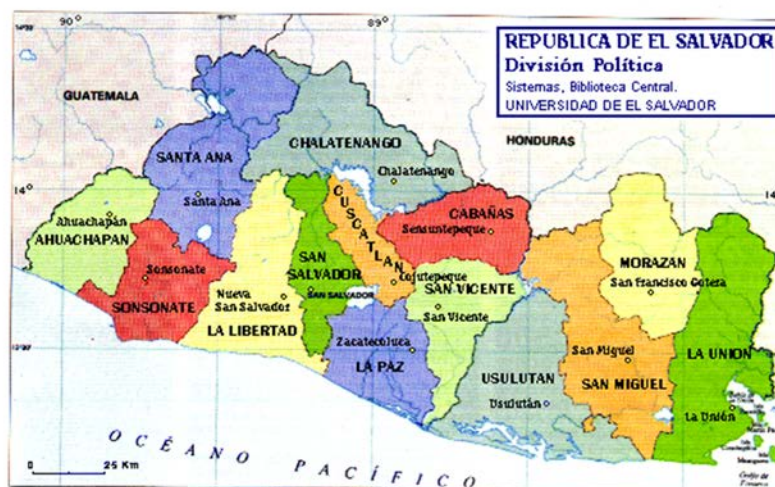 90°
89°
14°30'
REPUBLICA DE EL SALVADOR
División Política
Sistemas, Biblioteca Central.
UNIVERSIDAD DE EL SALVADOR
GUATEMALA
HONDURAS
CHALATENANGO
SANTA ANA
Chalatenango
14°
Santa Ana
CUSCATLAN
CABAÑAS
Sensuntepeque
Ahuachapán
AHUACHAPAN
SAN
SALVADOR
MORAZAN
Sonsonate
Cojutepeque
SAN VICENTE
San Francisco Gotera
SONSONATE
Nueva
San Salvador
SAN SALVADOR
San Vicente
LA LIBERTAD
Zacatecoluca
LA PAZ
USULUTAN
San Miguel
SAN MIGUEL
LA UNION
Usulután
La Unión
OCÉANO PACÍFICO
0 25 Km